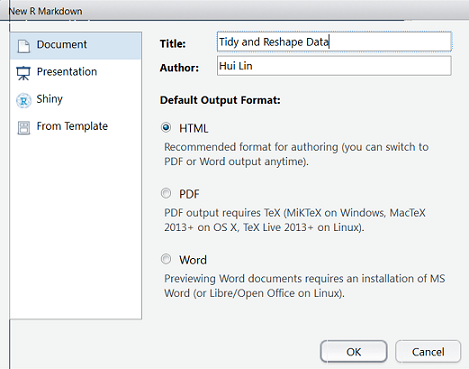 New R Markdown
Document
Presentation
Shiny
From Template
Title: Tidy and Reshape Data
Author: Hui Lin
Default Output Format:
HTML
Recommended format for authoring (you can switch
to PDF or Word output anytime).
PDF
PDF output requires TeX (MiKTeX on Windows, MacTeX
2013+ on OS X, TeX Live 2013+ on Linux).
Word
Previewing Word documents requires an installation of MS
Word (or Libre/Open Office on Linux).
OK Cancel